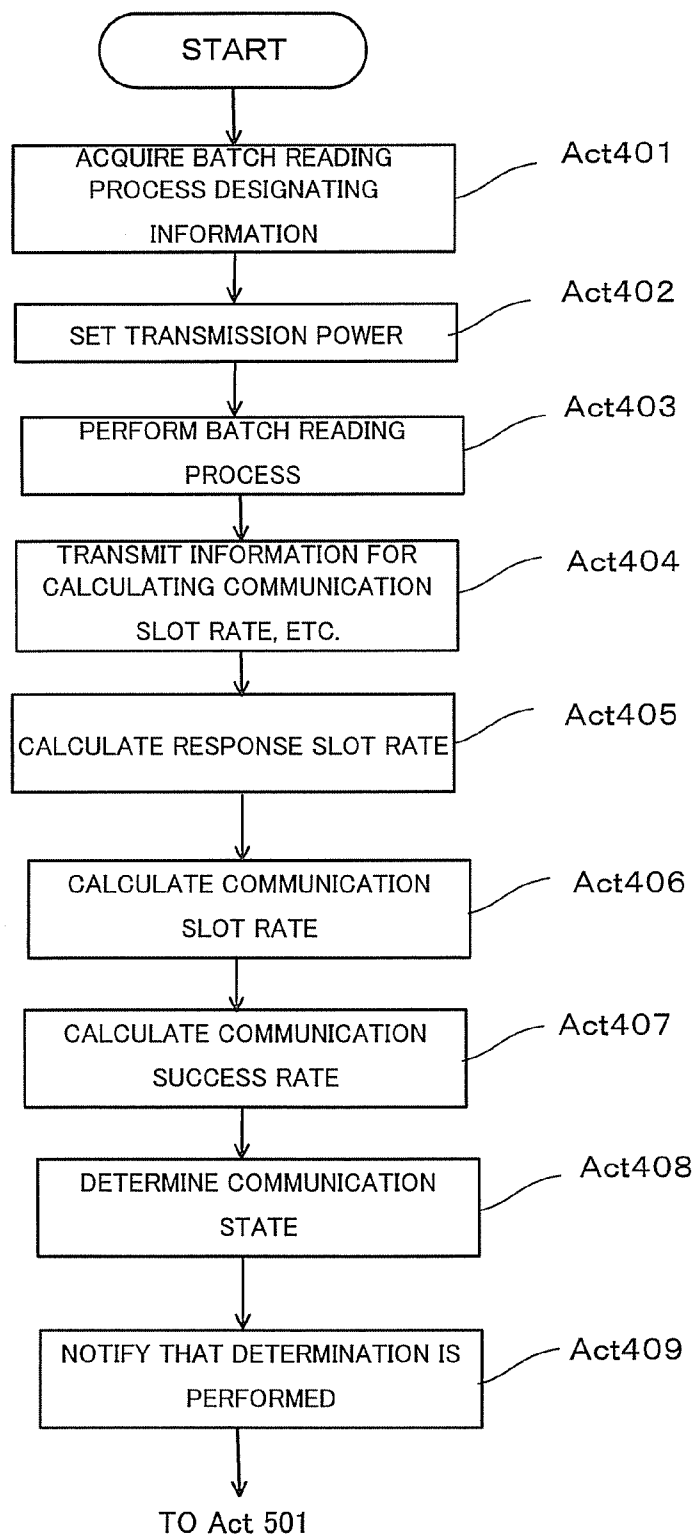 START
ACQUIRE BATCH READING
PROCESS DESIGNATING
INFORMATION
Act401
SET TRANSMISSION POWER
Act402
PERFORM BATCH READING
PROCESS
Act403
TRANSMIT INFORMATION FOR
CALCULATING COMMUNICATION
SLOT RATE, ETC.
Act404
CALCULATE RESPONSE SLOT RATE
Act405
CALCULATE COMMUNICATION
SLOT RATE
Act406
CALCULATE COMMUNICATION
SUCCESS RATE
Act407
DETERMINE COMMUNICATION
STATE
Act408
NOTIFY THAT DETERMINATION IS
PERFORMED
Act409
TO Act 501